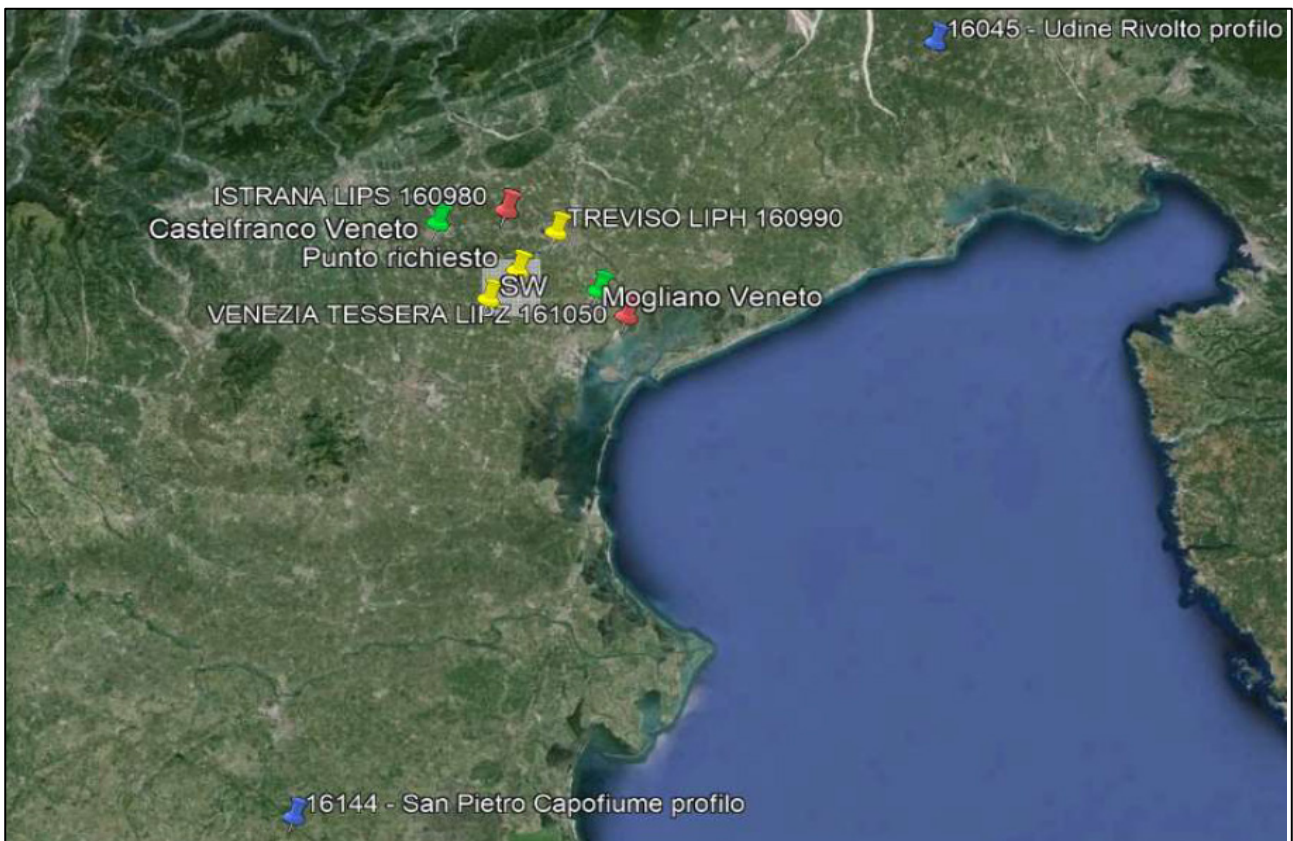 16045 - Udine Rivolto profilo
ISTRANA LIPS 160980
TREVISO LIPH 160990
Castelfranco Veneto
Punto richiesto
SW
Mogliano Veneto
VENEZIA TESSERA LIPZ 161050
16144 - San Pietro Capofiume profilo